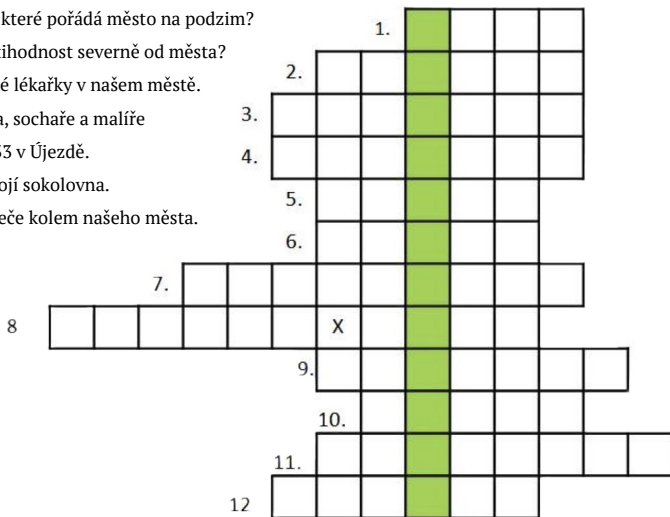 které pořádá město na podzim?
1.
ihodnost severně od města?
2.
é lékařky v našem městě.
3.
a, sochaře a malíře
4.
53 v Újezdě.
ojí sokolovna.
5.
eče kolem našeho města.
6.
7.
8 X
9.
10.
11.
12